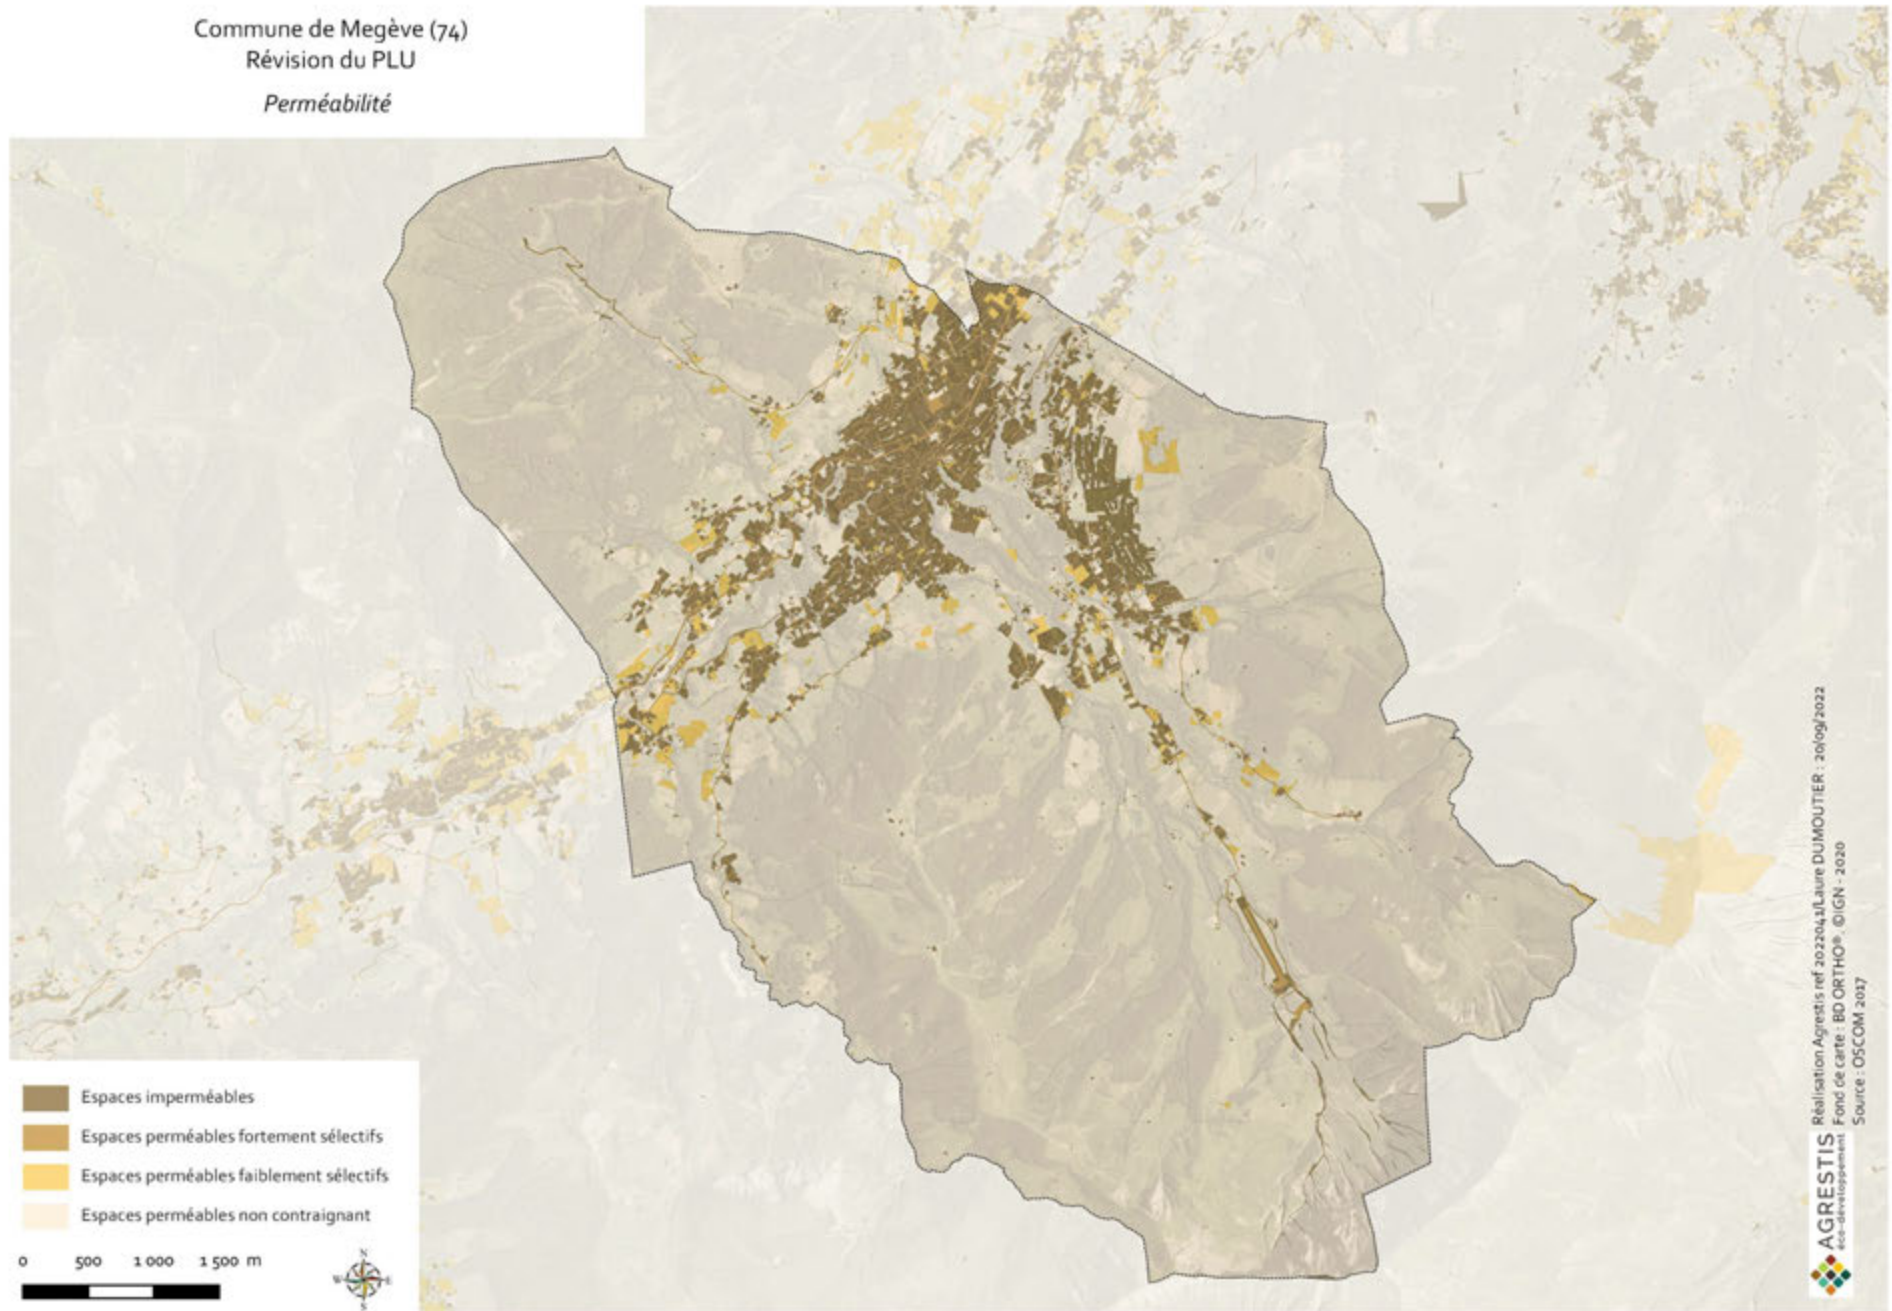 Commune de Megève (74)
Révision du PLU
Perméabilité
Espaces imperméables
Espaces perméables fortement sélectifs
Espaces perméables faiblement sélectifs
Espaces perméables non contraignant
0 500 1 000 1 500 m
N
W E
S
AGRESTIS
éco-développement
Réalisation Agrestis ref 2022041/Laure DUMOUTIER : 20/09/2022
Fond de carte : BD ORTHO®, ©IGN - 2020
Source : OSCOM 2017